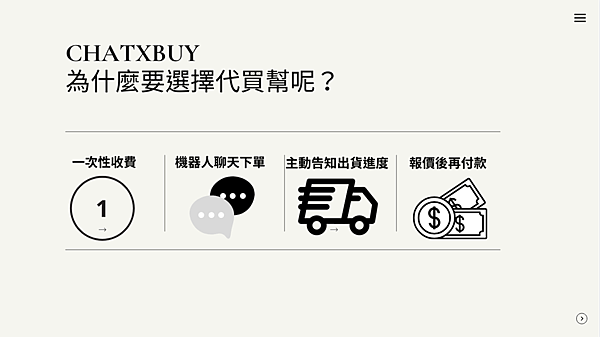 CHATXBUY
為什麼要選擇代買幫呢？
一次性收費
機器人聊天下單
主動告知出貨進度
報價後再付款
1
→
→
$
$
$